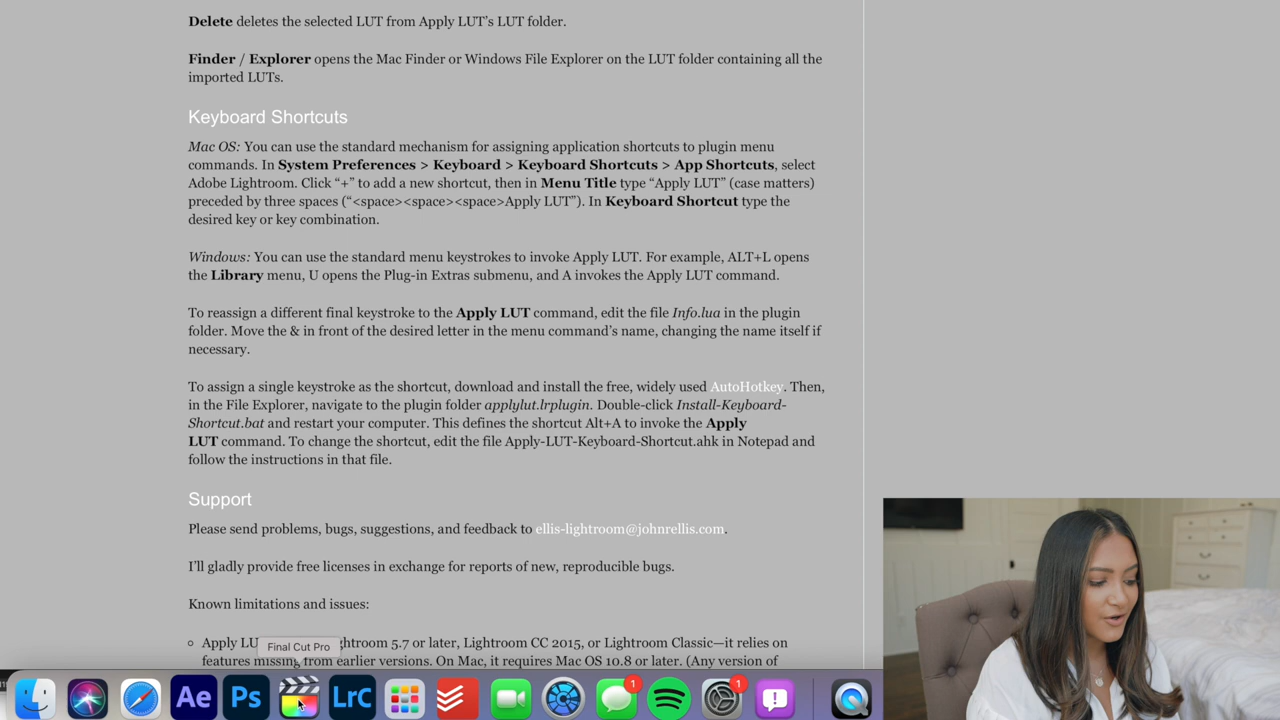 Delete deletes the selected LUT from Apply LUT's LUT folder.
Finder / Explorer opens the Mac Finder or Windows File Explorer on the LUT folder containing all the
imported LUTs.
Keyboard Shortcuts
Mac OS: You can use the standard mechanism for assigning application shortcuts to plugin menu
commands. In System Preferences > Keyboard > Keyboard Shortcuts > App Shortcuts, select
Adobe Lightroom. Click “+” to add a new shortcut, then in Menu Title type “Apply LUT” (case matters)
preceded by three spaces (“<space><space><space>Apply LUT”). In Keyboard Shortcut type the
desired key or key combination.
Windows: You can use the standard menu keystrokes to invoke Apply LUT. For example, ALT+L opens
the Library menu, U opens the Plug-in Extras submenu, and A invokes the Apply LUT command.
To reassign a different final keystroke to the Apply LUT command, edit the file Info.lua in the plugin
folder. Move the & in front of the desired letter in the menu command's name, changing the name itself if
necessary.
To assign a single keystroke as the shortcut, download and install the free, widely used AutoHotkey. Then,
in the File Explorer, navigate to the plugin folder applylut.lrplugin. Double-click Install-Keyboard-
Shortcut.bat and restart your computer. This defines the shortcut Alt+A to invoke the Apply
LUT command. To change the shortcut, edit the file Apply-LUT-Keyboard-Shortcut.ahk in Notepad and
follow the instructions in that file.
Support
Please send problems, bugs, suggestions, and feedback to ellis-lightroom@johnrellis.com.
I'll gladly provide free licenses in exchange for reports of new, reproducible bugs.
Known limitations and issues:
Apply LU ghtroom 5.7 or later, Lightroom CC 2015, or Lightroom Classic—it relies on
Final Cut Pro
features missing from earlier versions. On Mac, it requires Mac OS 10.8 or later. (Any version of
Ae Ps LrC 1 1